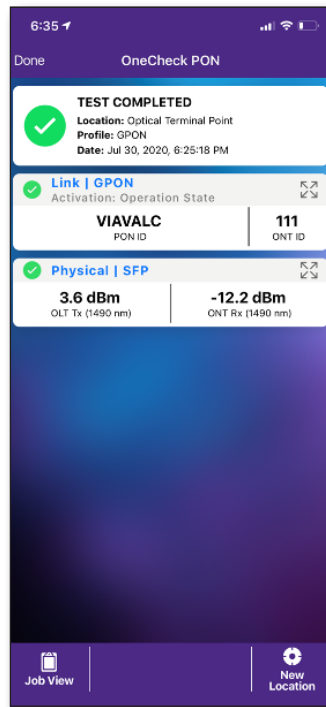 6:35
Done OneCheck PON
TEST COMPLETED
Location: Optical Terminal Point
Profile: GPON
Date: Jul 30, 2020, 6:25:18 PM
Link | GPON
Activation: Operation State
VIAVALC 111
PON ID ONT ID
Physical | SFP
3.6 dBm -12.2 dBm
OLT Tx (1490 nm) ONT Rx (1490 nm)
Job View New
Location